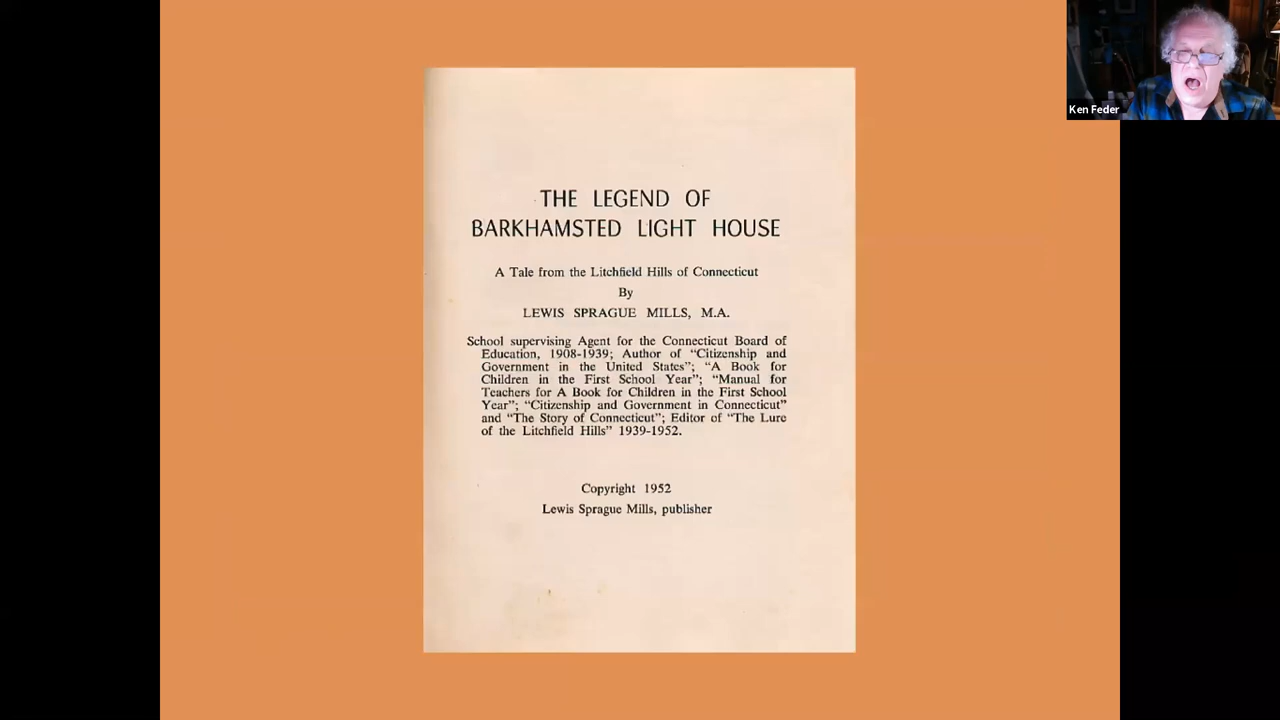 THE LEGEND OF
BARKHAMSTED LIGHT HOUSE
A Tale from the Litchfield Hills of Connecticut
By
LEWIS SPRAGUE MILLS, M.A.
School supervising Agent for the Connecticut Board of
Education, 1908-1939; Author of "Citizenship and
Government in the United States"; "A Book for
Children in the First School Year"; "Manual for
Teachers for A Book for Children in the First School
Year"; "Citizenship and Government in Connecticut"
and "The Story of Connecticut"; Editor of "The Lure
of the Litchfield Hills" 1939-1952.
Copyright 1952
Lewis Sprague Mills, publisher
Ken Feder